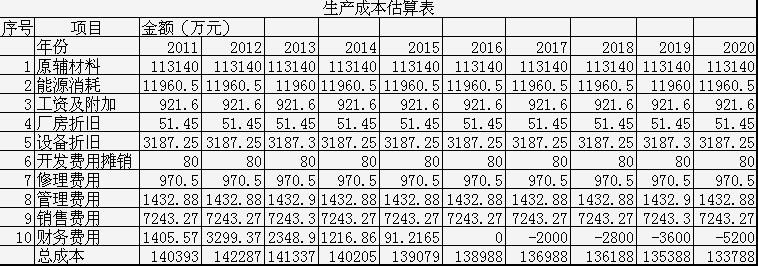 生产成本估算表
序号 项目 金额（万元）
年份 2011 2012 2013 2014 2015 2016 2017 2018 2019 2020
1 原辅材料 113140 113140 113140 113140 113140 113140 113140 113140 113140 113140
2 能源消耗 11960.5 11960.5 11960 11960.5 11960.5 11960.5 11960.5 11960.5 11960.5 11960.5
3 工资及附加 921.6 921.6 921.6 921.6 921.6 921.6 921.6 921.6 921.6 921.6
4 厂房折旧 51.45 51.45 51.45 51.45 51.45 51.45 51.45 51.45 51.45 51.45
5 设备折旧 3187.25 3187.25 3187.3 3187.25 3187.25 3187.25 3187.25 3187.25 3187.3 3187.25
6 开发费用摊销 80 80 80 80 80 80 80 80 80 80
7 修理费用 970.5 970.5 970.5 970.5 970.5 970.5 970.5 970.5 970.5 970.5
8 管理费用 1432.88 1432.88 1432.9 1432.88 1432.88 1432.88 1432.88 1432.88 1432.9 1432.88
9 销售费用 7243.27 7243.27 7243.3 7243.27 7243.27 7243.27 7243.27 7243.27 7243.3 7243.27
10 财务费用 1405.57 3299.37 2348.9 1216.86 91.2165 0 -2000 -2800 -3600 -5200
总成本 140393 142287 141337 140205 139079 138988 136988 136188 135388 133788